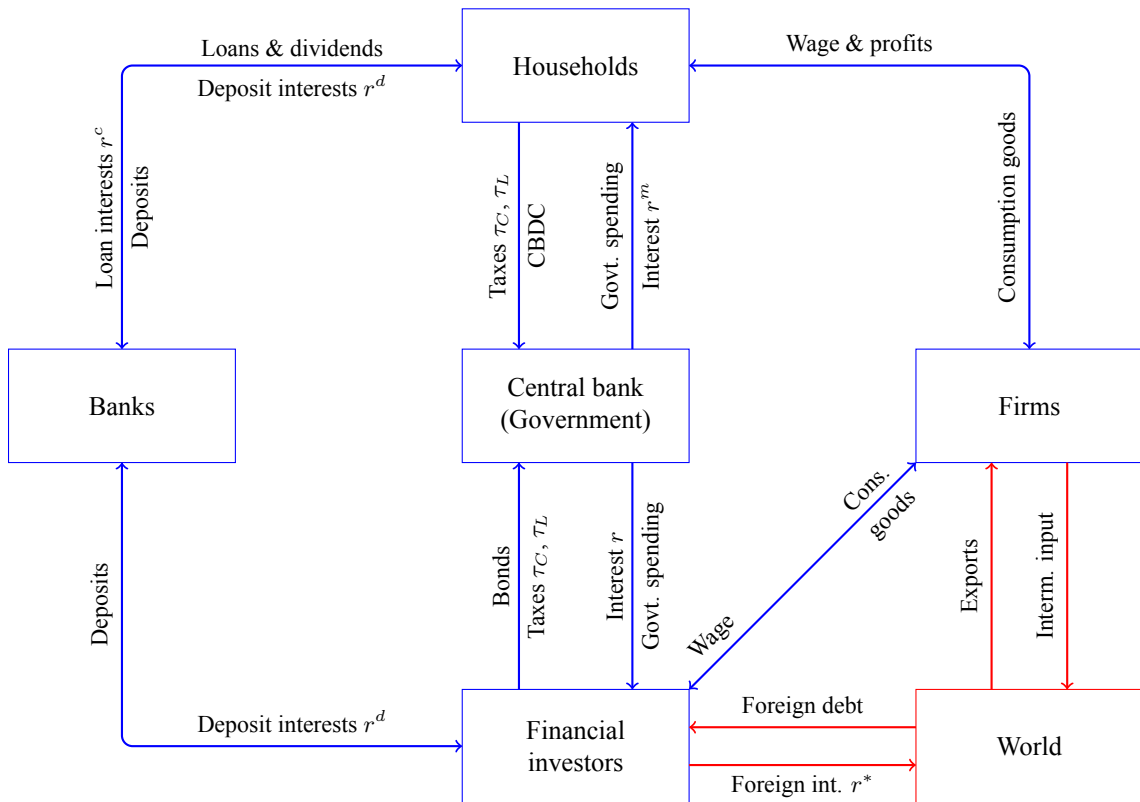 Loans & dividends
Deposit interests r^d
Households
Wage & profits
Loan interests r^c
Deposits
Taxes τ_C, τ_L
CBDC
Govt. spending
Interest r^m
Consumption goods
Banks
Central bank
(Government)
Firms
Deposits
Bonds
Taxes τ_C, τ_L
Interest r
Govt. spending
Cons.
goods
Wage
Exports
Interm. input
Deposit interests r^d
Financial
investors
Foreign debt
Foreign int. r*
World